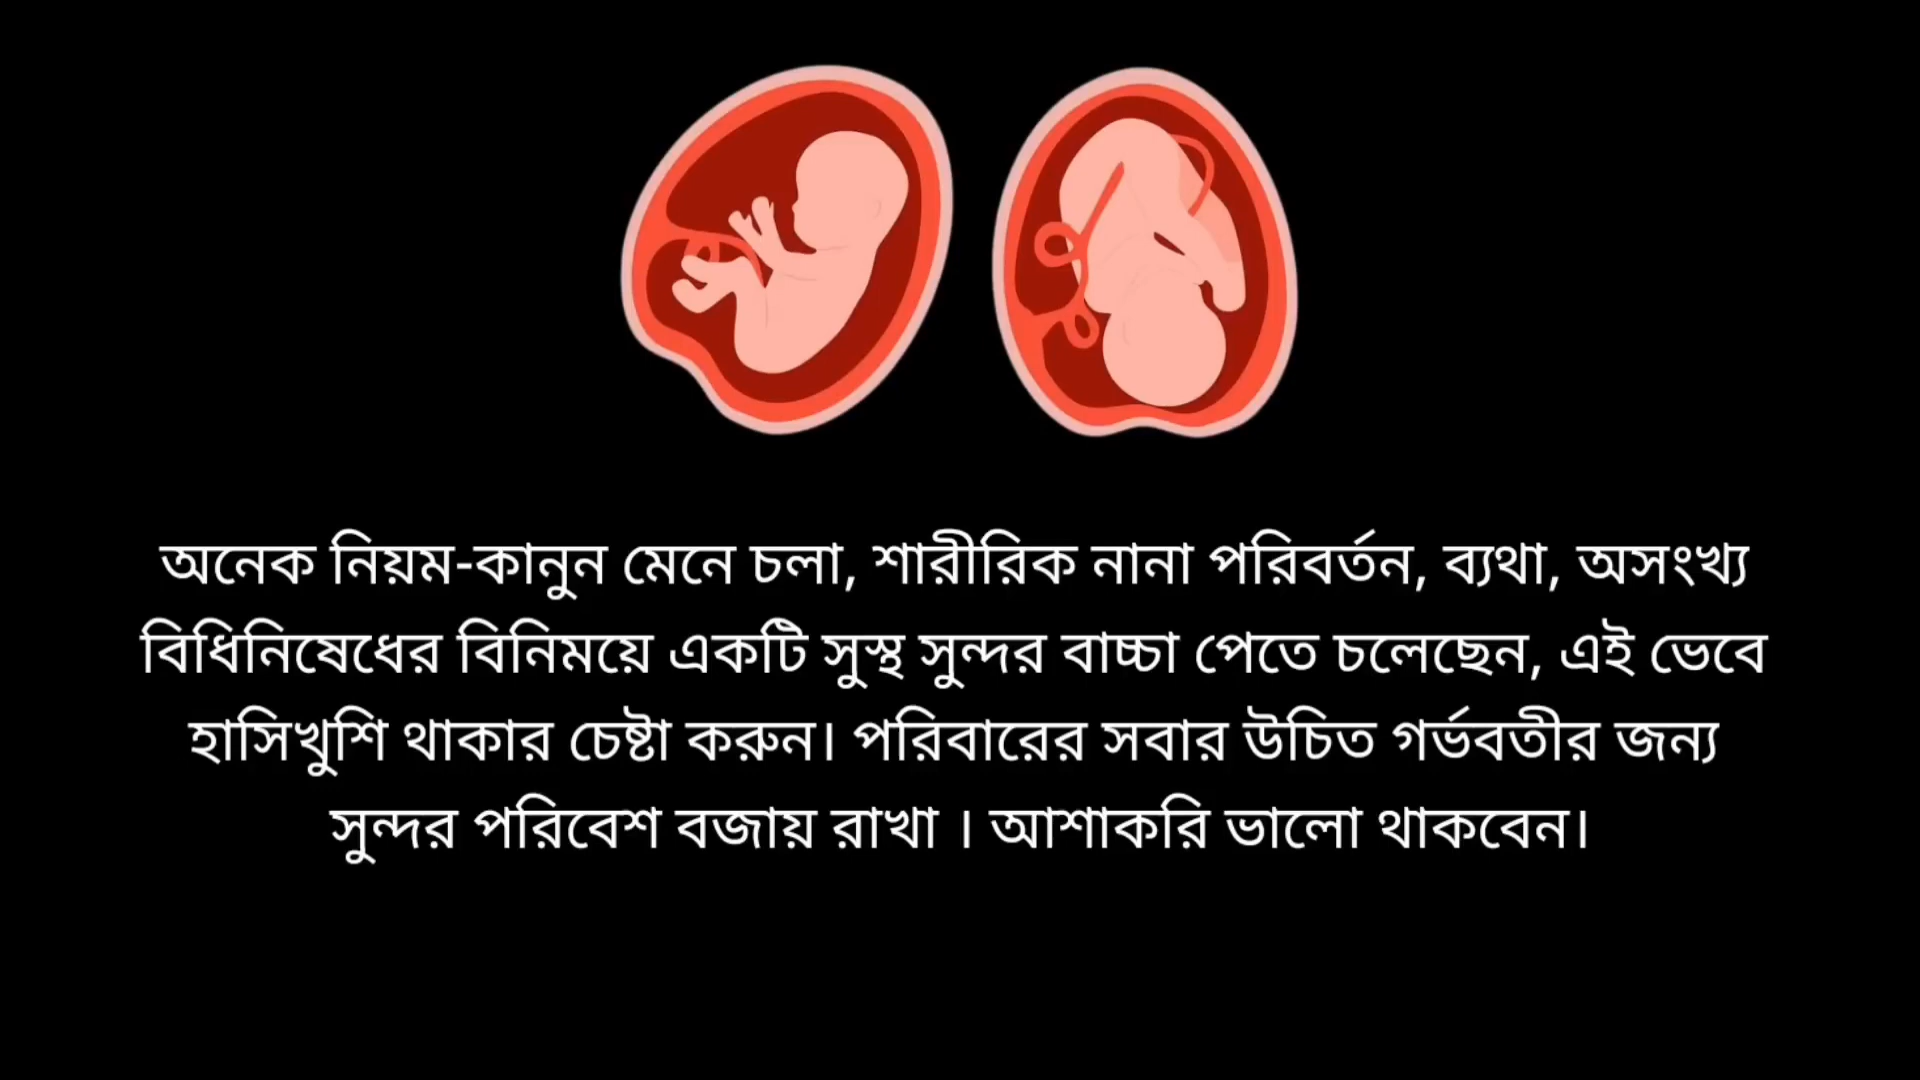 অনেক নিয়ম-কানুন মেনে চলা, শারীরিক নানা পরিবর্তন, ব্যথা, অসংখ্য
বিধিনিষেধের বিনিময়ে একটি সুস্থ সুন্দর বাচ্চা পেতে চলেছেন, এই ভেবে
হাসিখুশি থাকার চেষ্টা করুন। পরিবারের সবার উচিত গর্ভবতীর জন্য
সুন্দর পরিবেশ বজায় রাখা । আশাকরি ভালো থাকবেন।